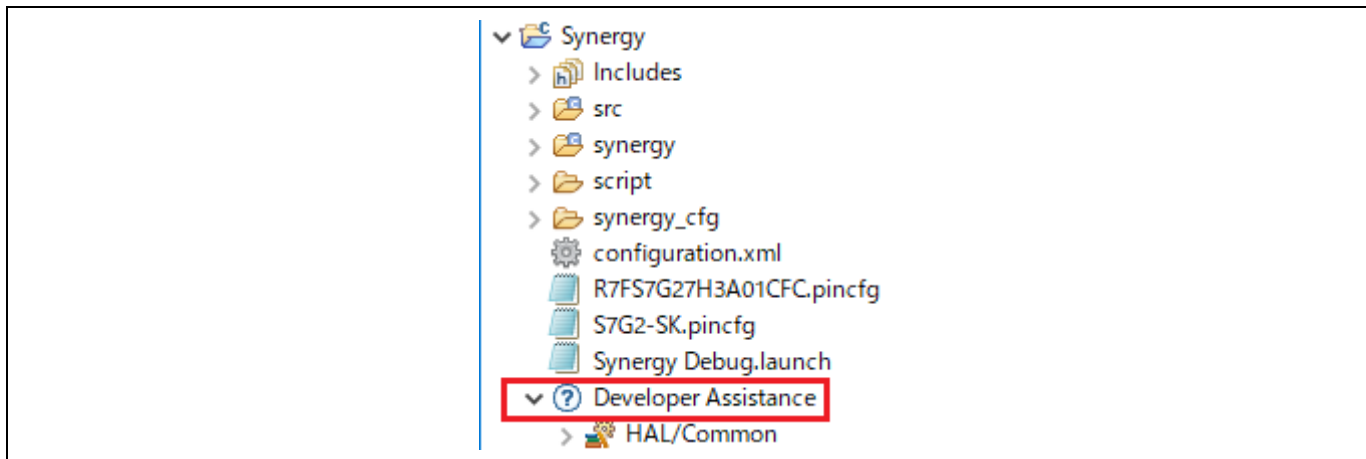 Synergy
Includes
src
synergy
script
synergy_cfg
configuration.xml
R7FS7G27H3A01CFC.pincfg
S7G2-SK.pincfg
Synergy Debug.launch
Developer Assistance
HAL/Common